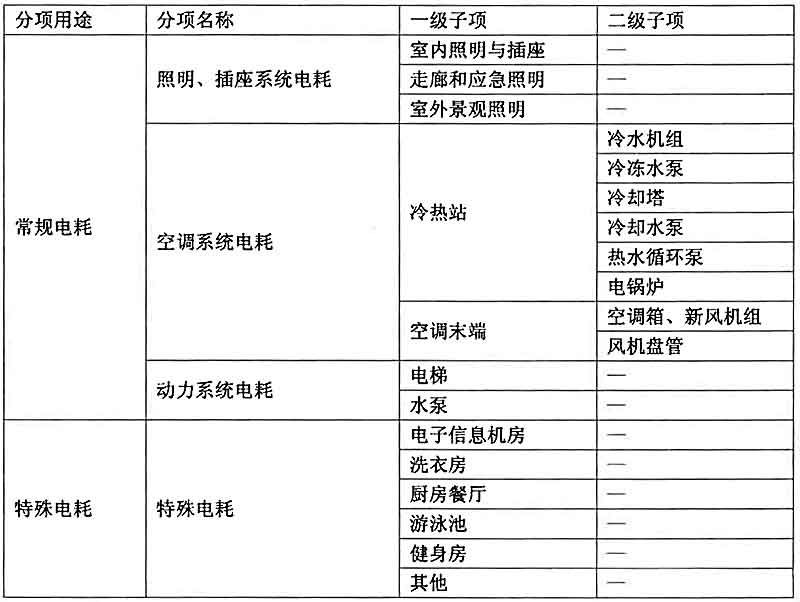 分项用途 分项名称 一级子项 二级子项
常规电耗 照明、插座系统电耗 室内照明与插座 —
走廊和应急照明 —
室外景观照明 —
空调系统电耗 冷热站 冷水机组
冷冻水泵
冷却塔
冷却水泵
热水循环泵
电锅炉
空调末端 空调箱、新风机组
风机盘管
动力系统电耗 电梯 —
水泵 —
特殊电耗 特殊电耗 电子信息机房 —
洗衣房 —
厨房餐厅 —
游泳池 —
健身房 —
其他 —